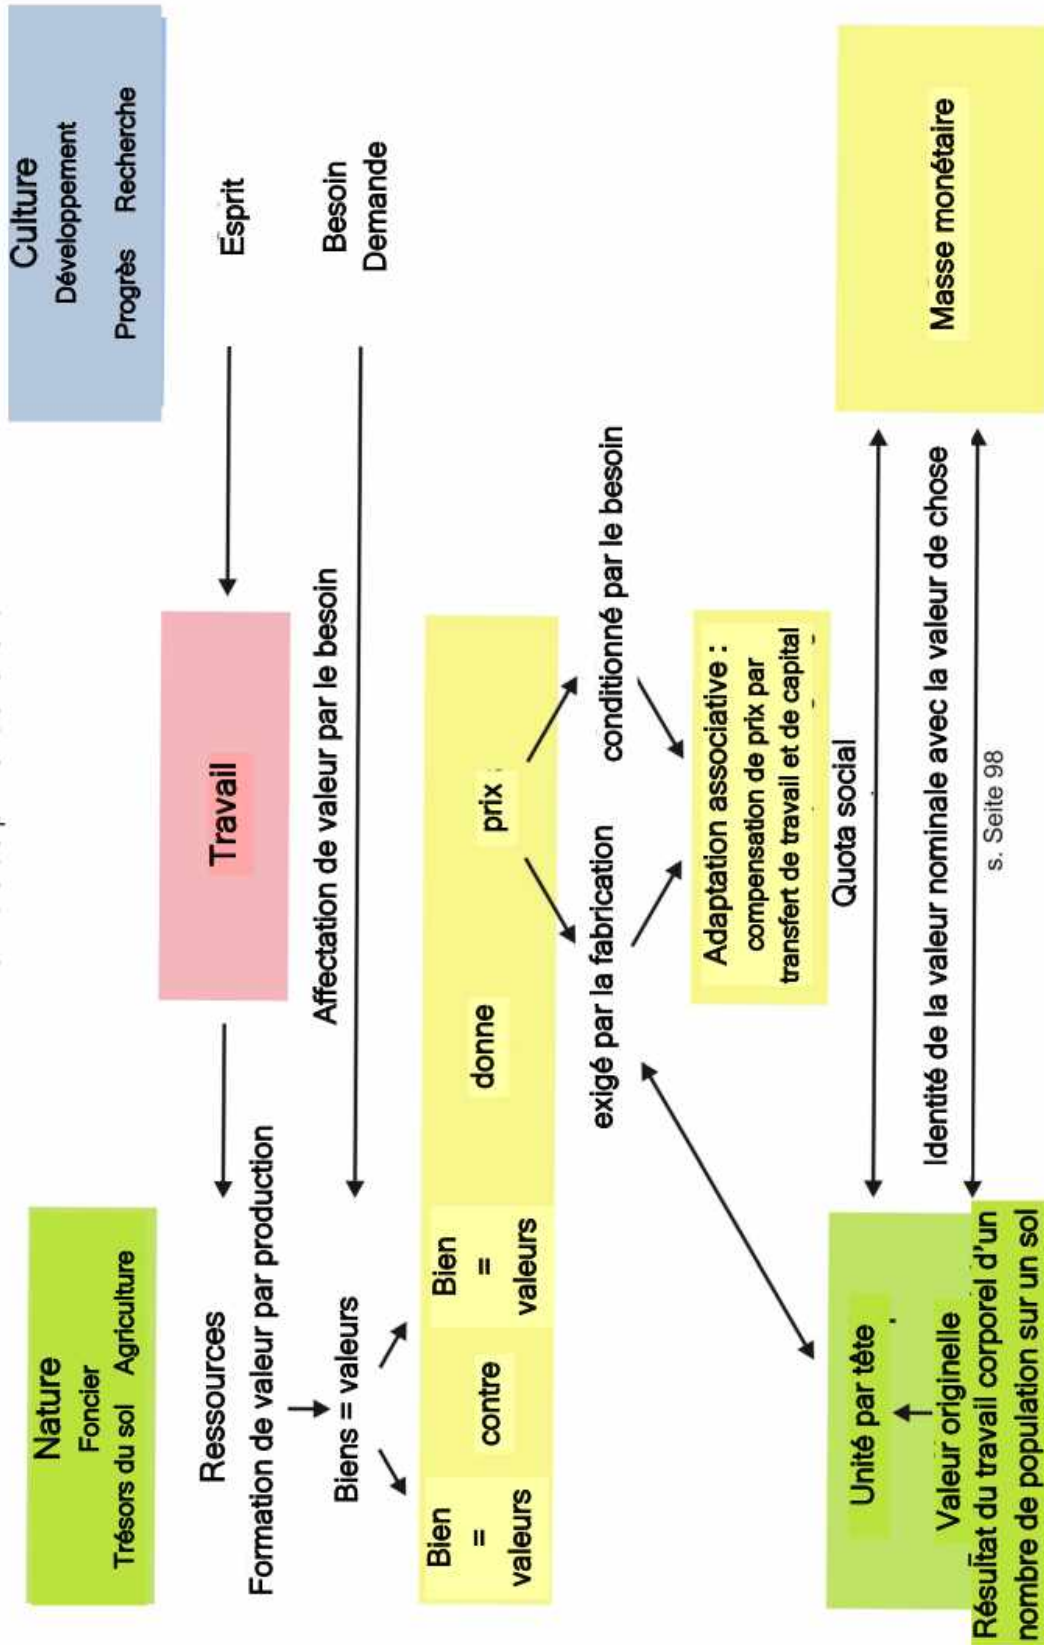 Nature
Foncier
Trésors du sol Agriculture
Culture
Développement
Progrès Recherche
Ressources
Travail
Esprit
Formation de valeur par production
Affectation de valeur par le besoin
Besoin
Demande
Biens = valeurs
Bien
=
valeurs
contre
Bien
=
valeurs
donne
prix
exigé par la fabrication
conditionné par le besoin
Adaptation associative :
compensation de prix par
transfert de travail et de capital
Quota social
Unité par tête
Valeur originelle
Résultat du travail corporel d'un
nombre de population sur un sol
Identité de la valeur nominale avec la valeur de chose
s. Seite 98
Masse monétaire